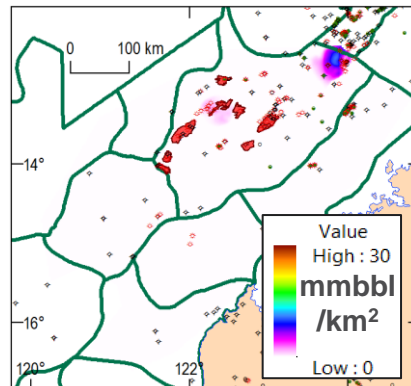 0 100 km
14°
Value
High : 30
mmbbl
/km²
Low : 0
16°
120° 122°